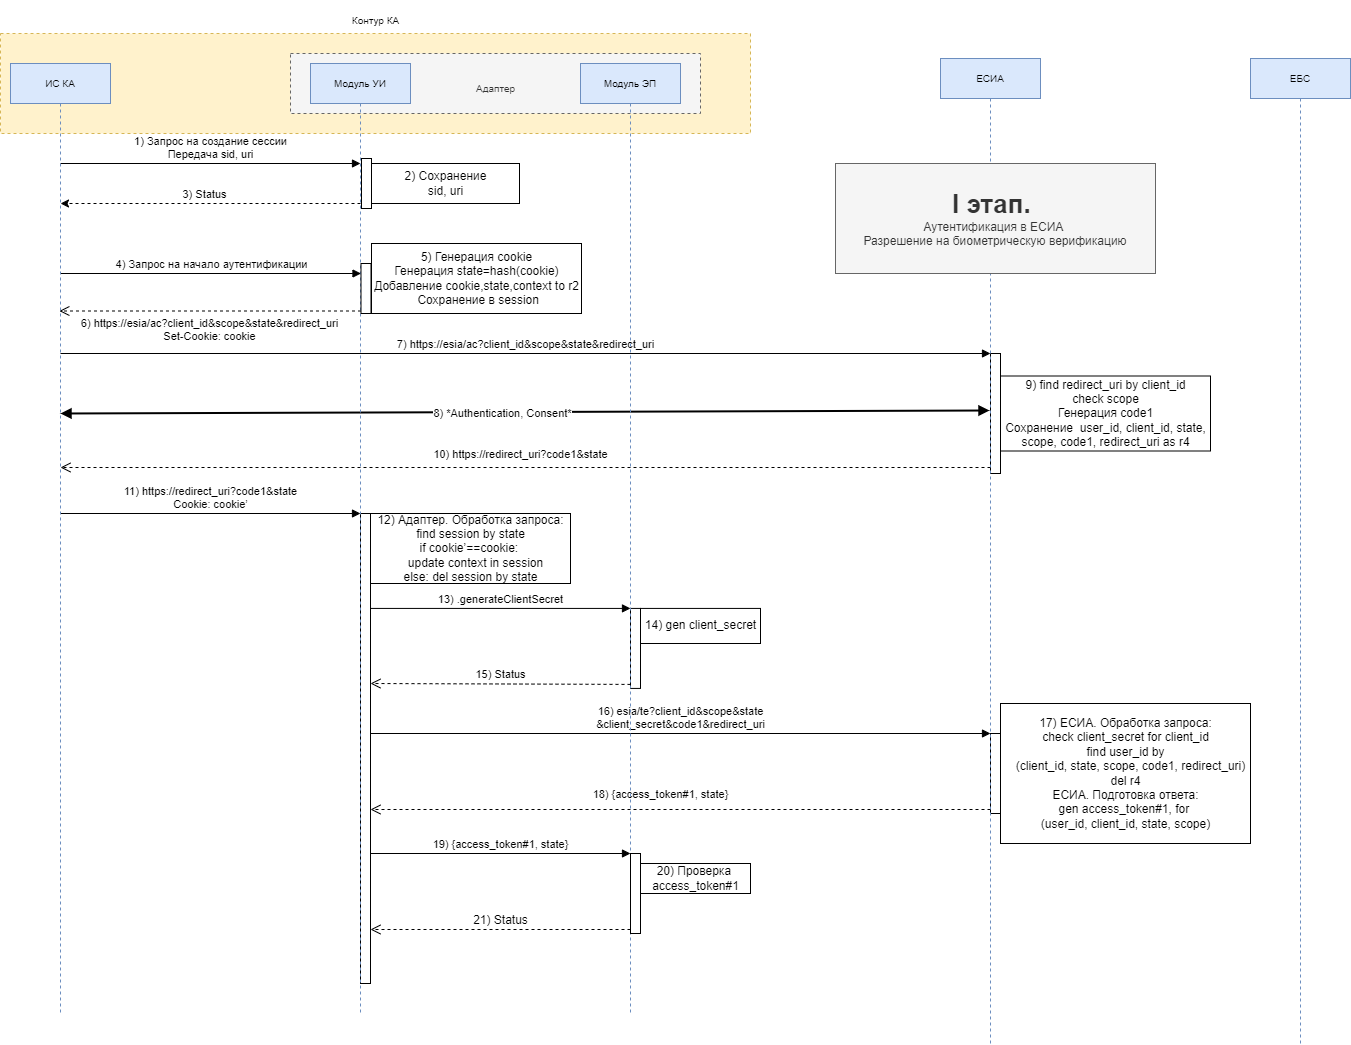 Контур КА
ИС КА
Модуль УИ
Адаптер
Модуль ЭП
ЕСИА
ЕБС
1) Запрос на создание сессии
Передача sid, uri
2) Сохранение
sid, uri
3) Status
I этап.
Аутентификация в ЕСИА
Разрешение на биометрическую верификацию
4) Запрос на начало аутентификации
5) Генерация cookie
Генерация state=hash(cookie)
Добавление cookie,state,context to r2
Сохранение в session
6) https://esia/ac?client_id&scope&state&redirect_uri
Set-Cookie: cookie
7) https://esia/ac?client_id&scope&state&redirect_uri
8) *Authentication, Consent*
9) find redirect_uri by client_id
check scope
Генерация code1
Сохранение user_id, client_id, state,
scope, code1, redirect_uri as r4
10) https://redirect_uri?code1&state
11) https://redirect_uri?code1&state
Cookie: cookie'
12) Адаптер. Обработка запроса:
find session by state
if cookie'==cookie:
update context in session
else: del session by state
13) .generateClientSecret
14) gen client_secret
15) Status
16) esia/te?client_id&scope&state
&client_secret&code1&redirect_uri
17) ЕСИА. Обработка запроса:
check client_secret for client_id
find user_id by
(client_id, state, scope, code1, redirect_uri)
del r4
ЕСИА. Подготовка ответа:
gen access_token#1, for
(user_id, client_id, state, scope)
18) {access_token#1, state}
19) {access_token#1, state}
20) Проверка
access_token#1
21) Status